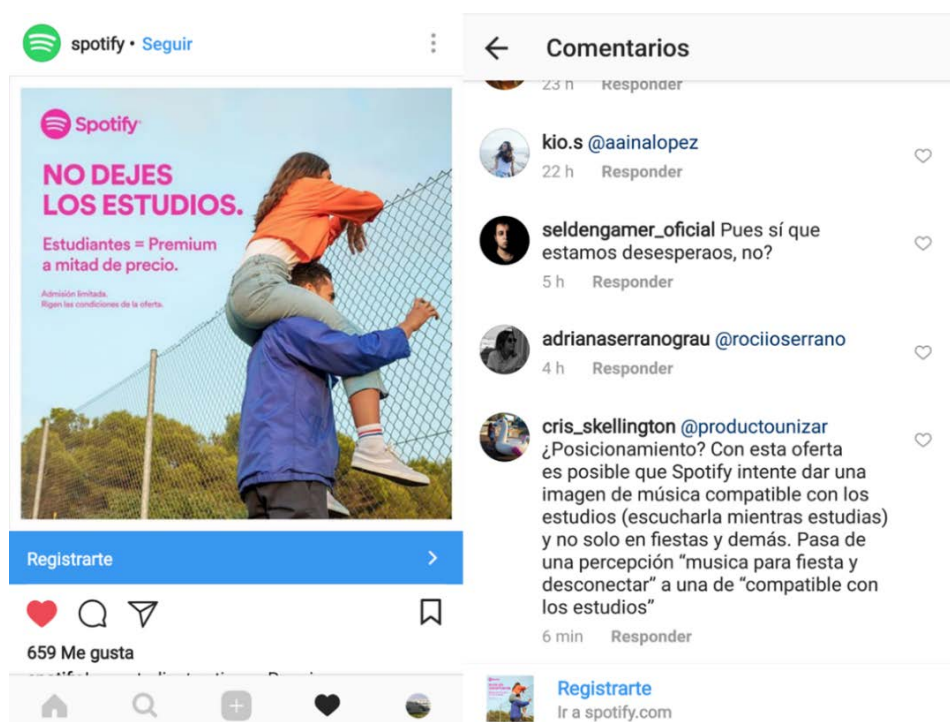 spotify • Seguir
Spotify
NO DEJES
LOS ESTUDIOS.
Estudiantes = Premium
a mitad de precio.
Admisión limitada.
Rigen las condiciones de la oferta.
Registrarte
659 Me gusta
Comentarios
23 h Responder
kio.s @aainalopez
22 h Responder
seldengamer_oficial Pues sí que
estamos desesperaos, no?
5 h Responder
adrianaserranograu @rociioserrano
4 h Responder
cris_skellington @productounizar
¿Posicionamiento? Con esta oferta
es posible que Spotify intente dar una
imagen de música compatible con los
estudios (escucharla mientras estudias)
y no solo en fiestas y demás. Pasa de
una percepción “musica para fiesta y
desconectar” a una de “compatible con
los estudios”
6 min Responder
Registrarte
Ir a spotify.com